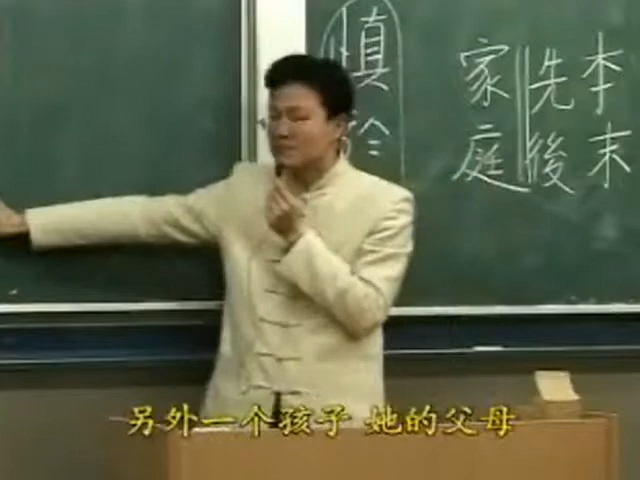 本末
先後
家庭
慎
另外一个孩子 她的父母